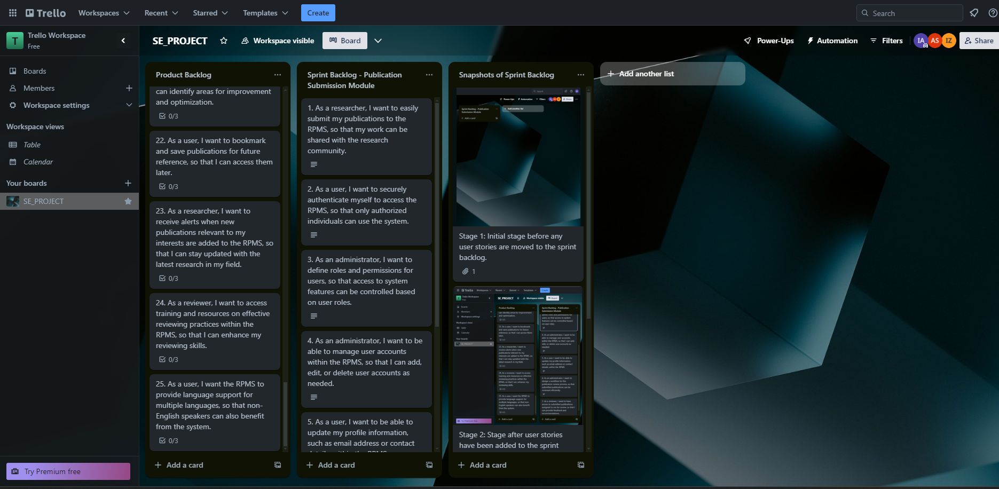 Trello
Workspaces
Recent
Starred
Templates
Create
Search
T
Trello Workspace
Free
SE_PROJECT
Workspace visible
Board
Power-Ups
Automation
Filters
IA
AS
IZ
Share
Boards
Members
Workspace settings
Workspace views
Table
Calendar
Your boards
SE_PROJECT
Try Premium free
Product Backlog
can identify areas for improvement
and optimization.
0/3
22. As a user, I want to bookmark
and save publications for future
reference, so that I can access them
later.
0/3
23. As a researcher, I want to
receive alerts when new
publications relevant to my
interests are added to the RPMS, so
that I can stay updated with the
latest research in my field.
0/3
24. As a reviewer, I want to access
training and resources on effective
reviewing practices within the
RPMS, so that I can enhance my
reviewing skills.
0/3
25. As a user, I want the RPMS to
provide language support for
multiple languages, so that non-
English speakers can also benefit
from the system.
0/3
Add a card
Sprint Backlog - Publication
Submission Module
1. As a researcher, I want to easily
submit my publications to the
RPMS, so that my work can be
shared with the research
community.
2. As a user, I want to securely
authenticate myself to access the
RPMS, so that only authorized
individuals can use the system.
3. As an administrator, I want to
define roles and permissions for
users, so that access to system
features can be controlled based
on user roles.
4. As an administrator, I want to be
able to manage user accounts
within the RPMS, so that I can add,
edit, or delete user accounts as
needed.
5. As a user, I want to be able to
update my profile information,
such as email address or contact
Add a card
Snapshots of Sprint Backlog
Stage 1: Initial stage before any
user stories are moved to the sprint
backlog.
1
Stage 2: Stage after user stories
have been added to the sprint
Add a card
Add another list